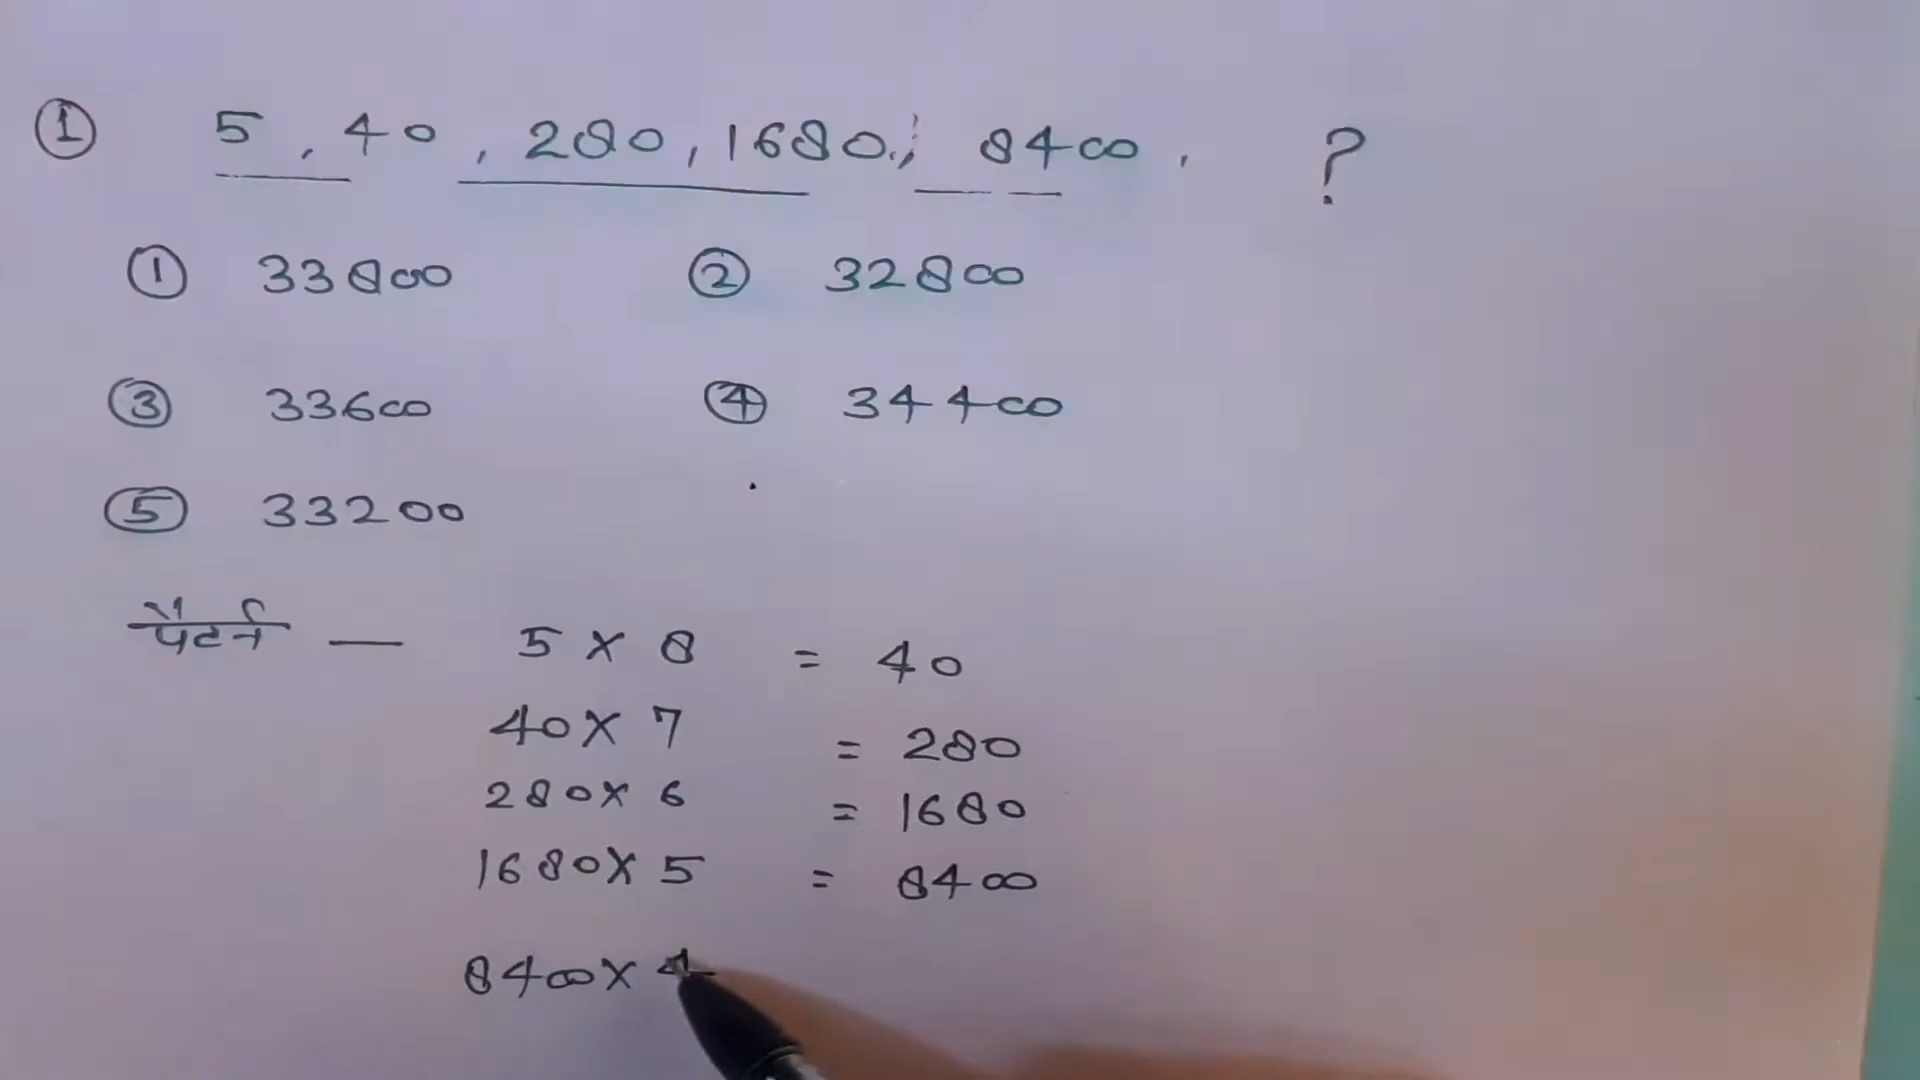 ① 5, 40, 280, 1680, 8400, ?
① 33800 ② 32800
③ 33600 ④ 34400
⑤ 33200
पैटर्न — 5 X 8 = 40
40 X 7 = 280
280 X 6 = 1680
1680 X 5 = 8400
8400 X 4